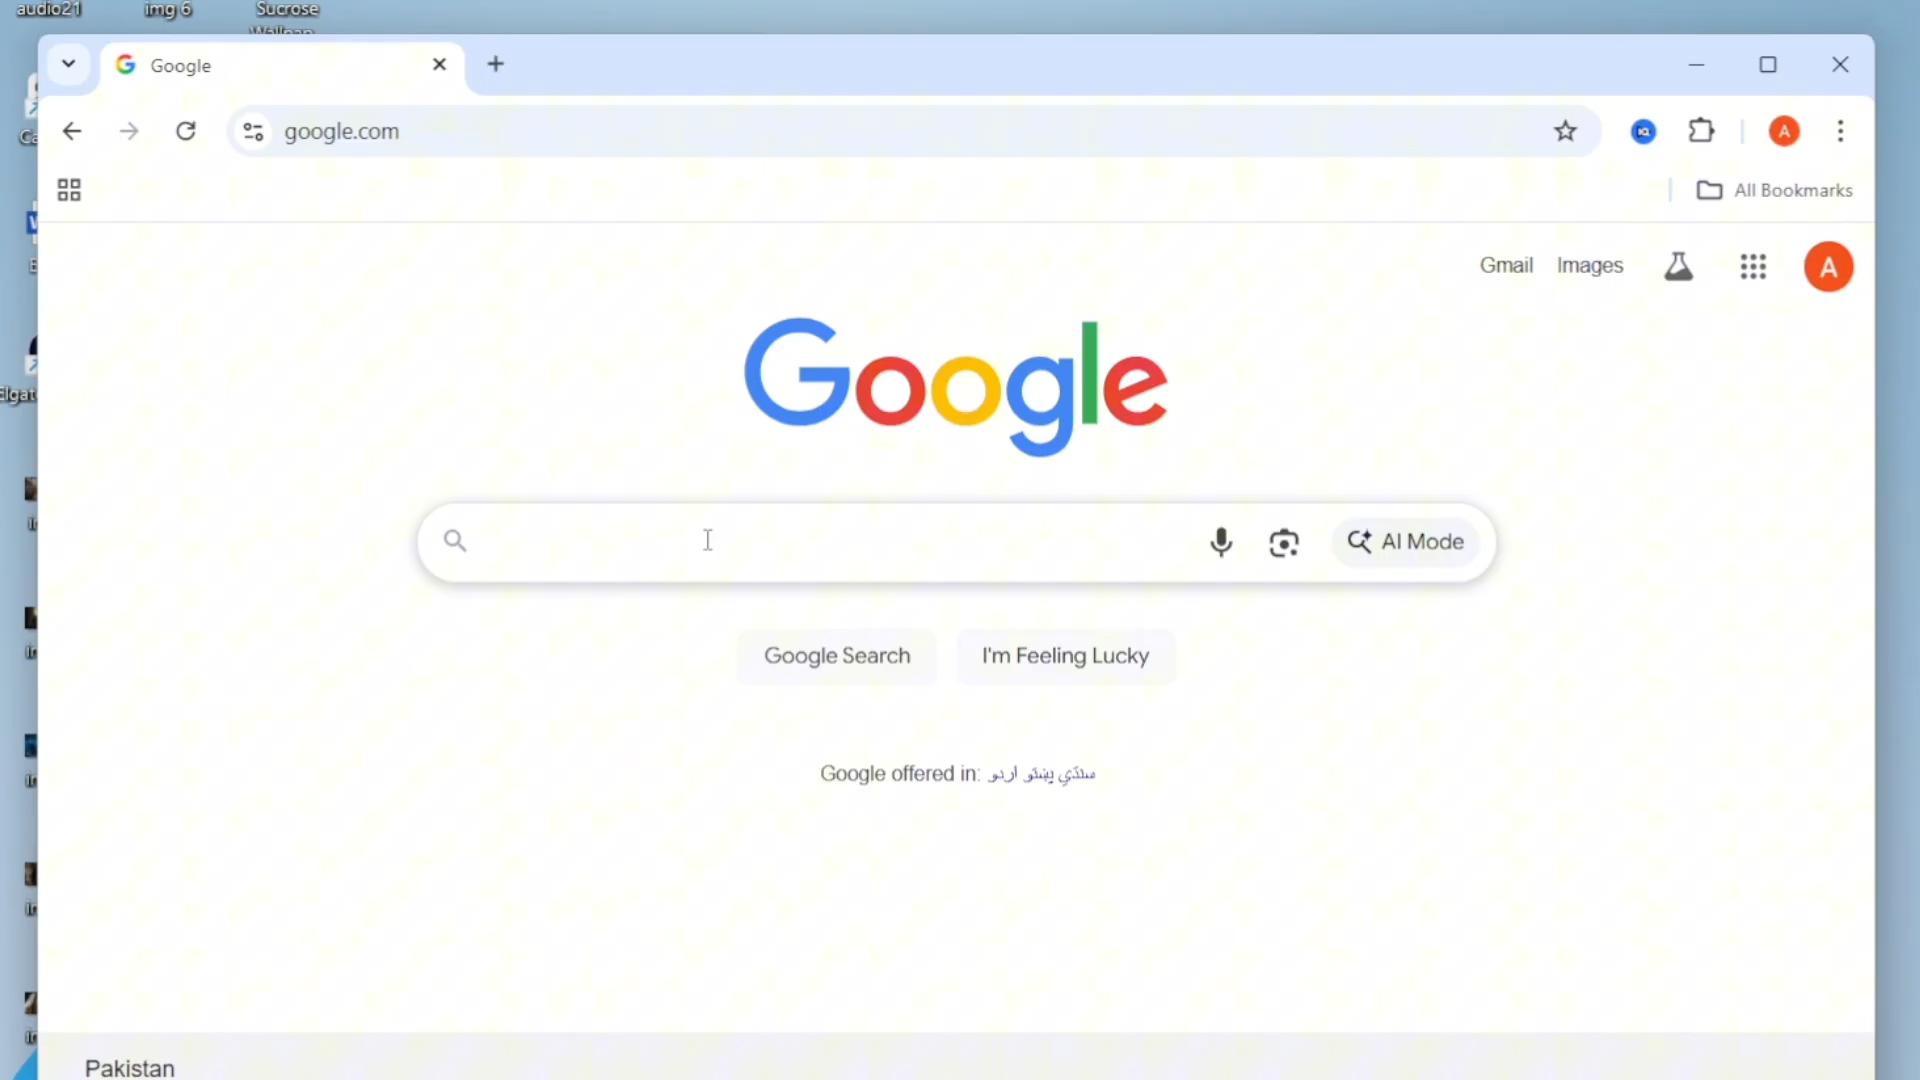 audio21
img 6
Sucrose
Wallpap
Google
google.com
All Bookmarks
Gmail
Images
A
A
Google
AI Mode
Google Search
I'm Feeling Lucky
Google offered in: سنڌي پښتو اردو
Pakistan